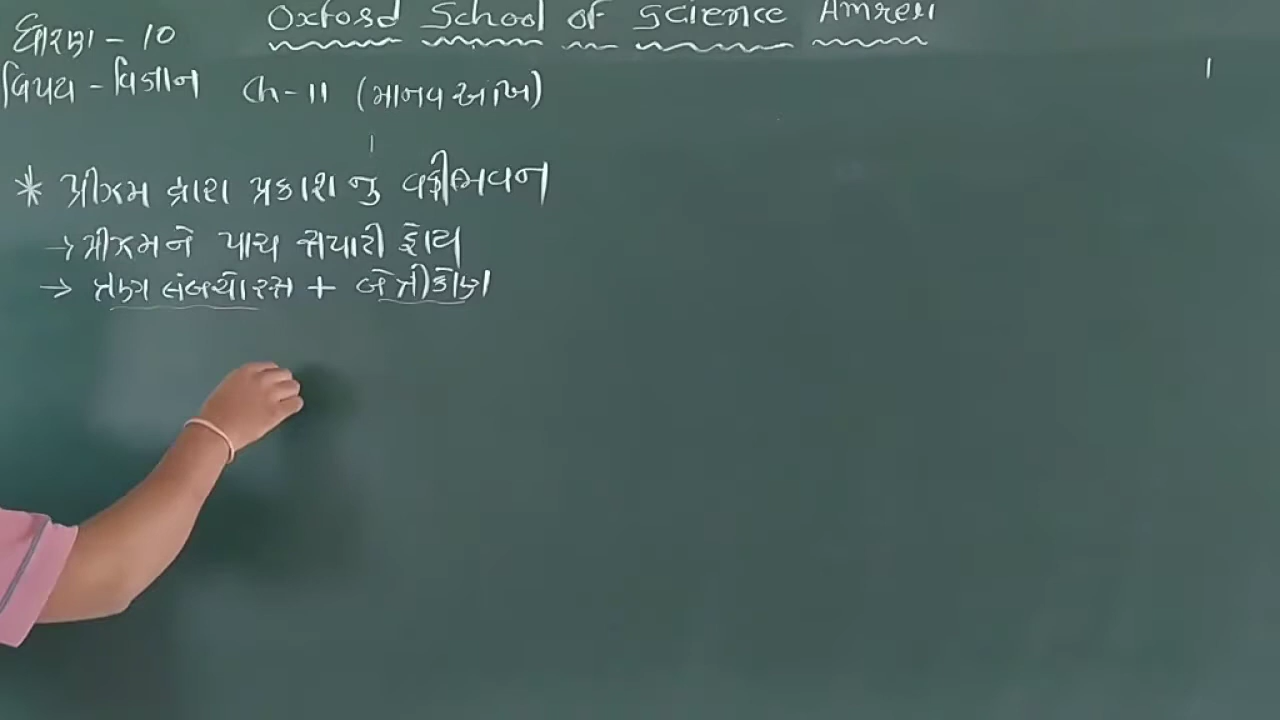 ધોરણ - 10
Oxford School of Science Amreli
વિષય - વિજ્ઞાન
Ch - 11 (માનવ આંખ)
* પ્રીઝમ દ્વારા પ્રકાશ નુ વક્રીભવન
→ પ્રીઝમને પાચ સપાટી હોય
→ ત્રણ લંબચોરસ + બે ત્રીકોણ